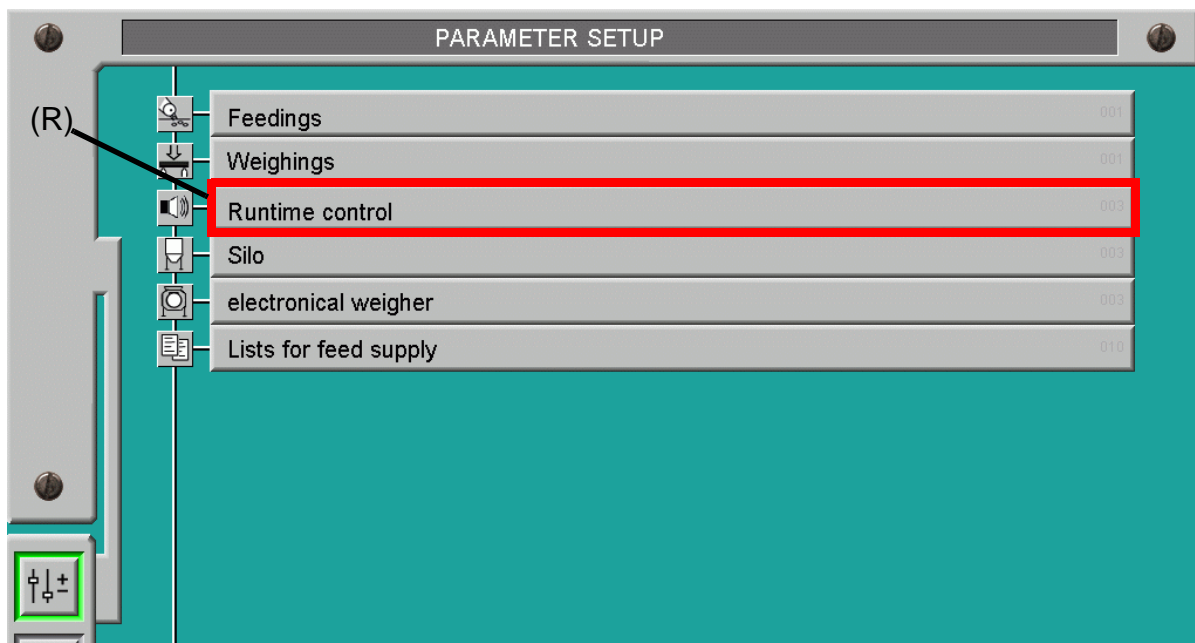 PARAMETER SETUP
(R)
Feedings 001
Weighings 001
Runtime control 003
Silo 003
electronical weigher 003
Lists for feed supply 010